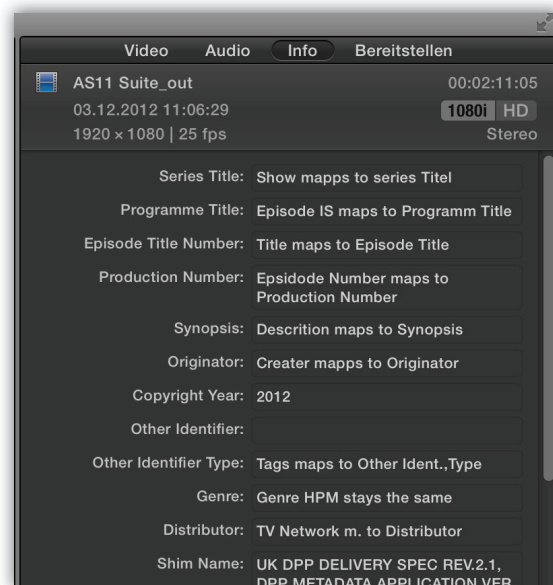 Video Audio Info Bereitstellen
AS11 Suite_out 00:02:11:05
03.12.2012 11:06:29 1080i HD
1920 × 1080 | 25 fps Stereo
Series Title: Show mapps to series Titel
Programme Title: Episode IS maps to Programm Title
Episode Title Number: Title maps to Episode Title
Production Number: Epsidode Number maps to
Production Number
Synopsis: Descrition maps to Synopsis
Originator: Creater mapps to Originator
Copyright Year: 2012
Other Identifier:
Other Identifier Type: Tags maps to Other Ident.,Type
Genre: Genre HPM stays the same
Distributor: TV Network m. to Distributor
Shim Name: UK DPP DELIVERY SPEC REV.2.1,
DPP METADATA APPLICATION VER